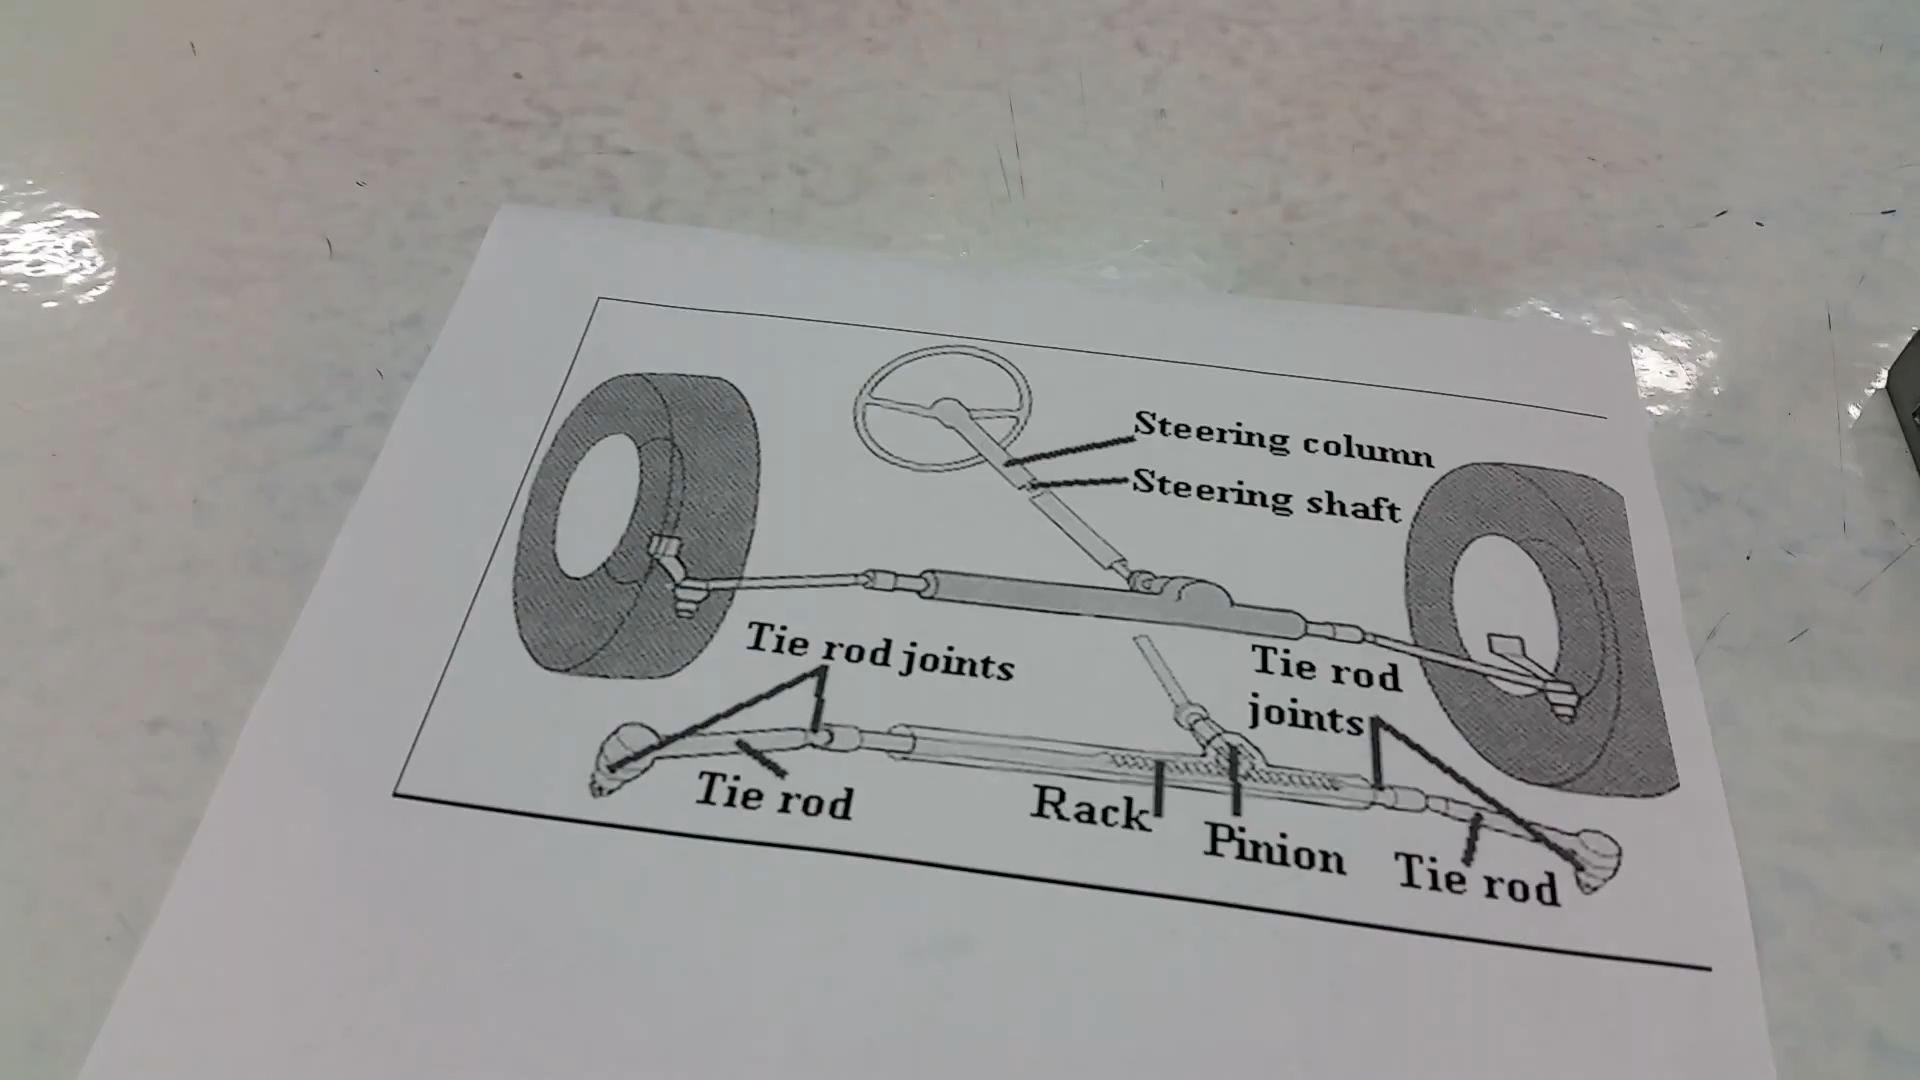 Steering column
Steering shaft
Tie rod joints
Tie rod
joints
Tie rod
Rack
Pinion
Tie rod